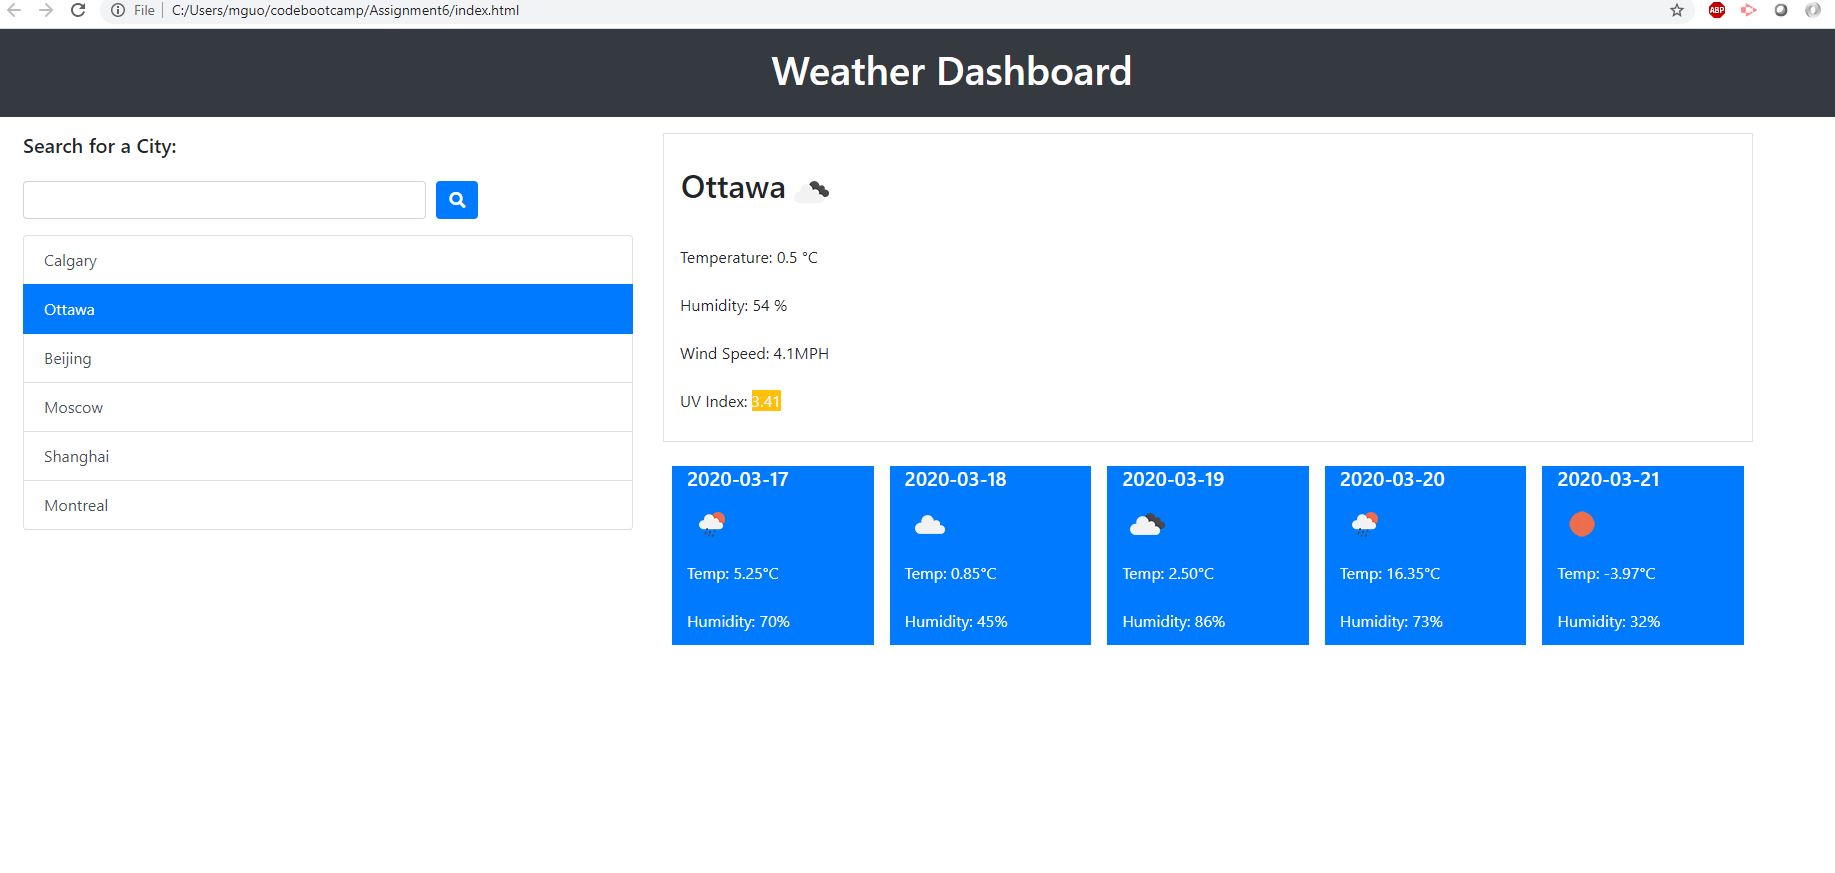 File | C:/Users/mguo/codebootcamp/Assignment6/index.html
ABP
Weather Dashboard
Search for a City:
Calgary
Ottawa
Beijing
Moscow
Shanghai
Montreal
Ottawa
Temperature: 0.5 °C
Humidity: 54 %
Wind Speed: 4.1MPH
UV Index: 3.41
2020-03-17
Temp: 5.25°C
Humidity: 70%
2020-03-18
Temp: 0.85°C
Humidity: 45%
2020-03-19
Temp: 2.50°C
Humidity: 86%
2020-03-20
Temp: 16.35°C
Humidity: 73%
2020-03-21
Temp: -3.97°C
Humidity: 32%